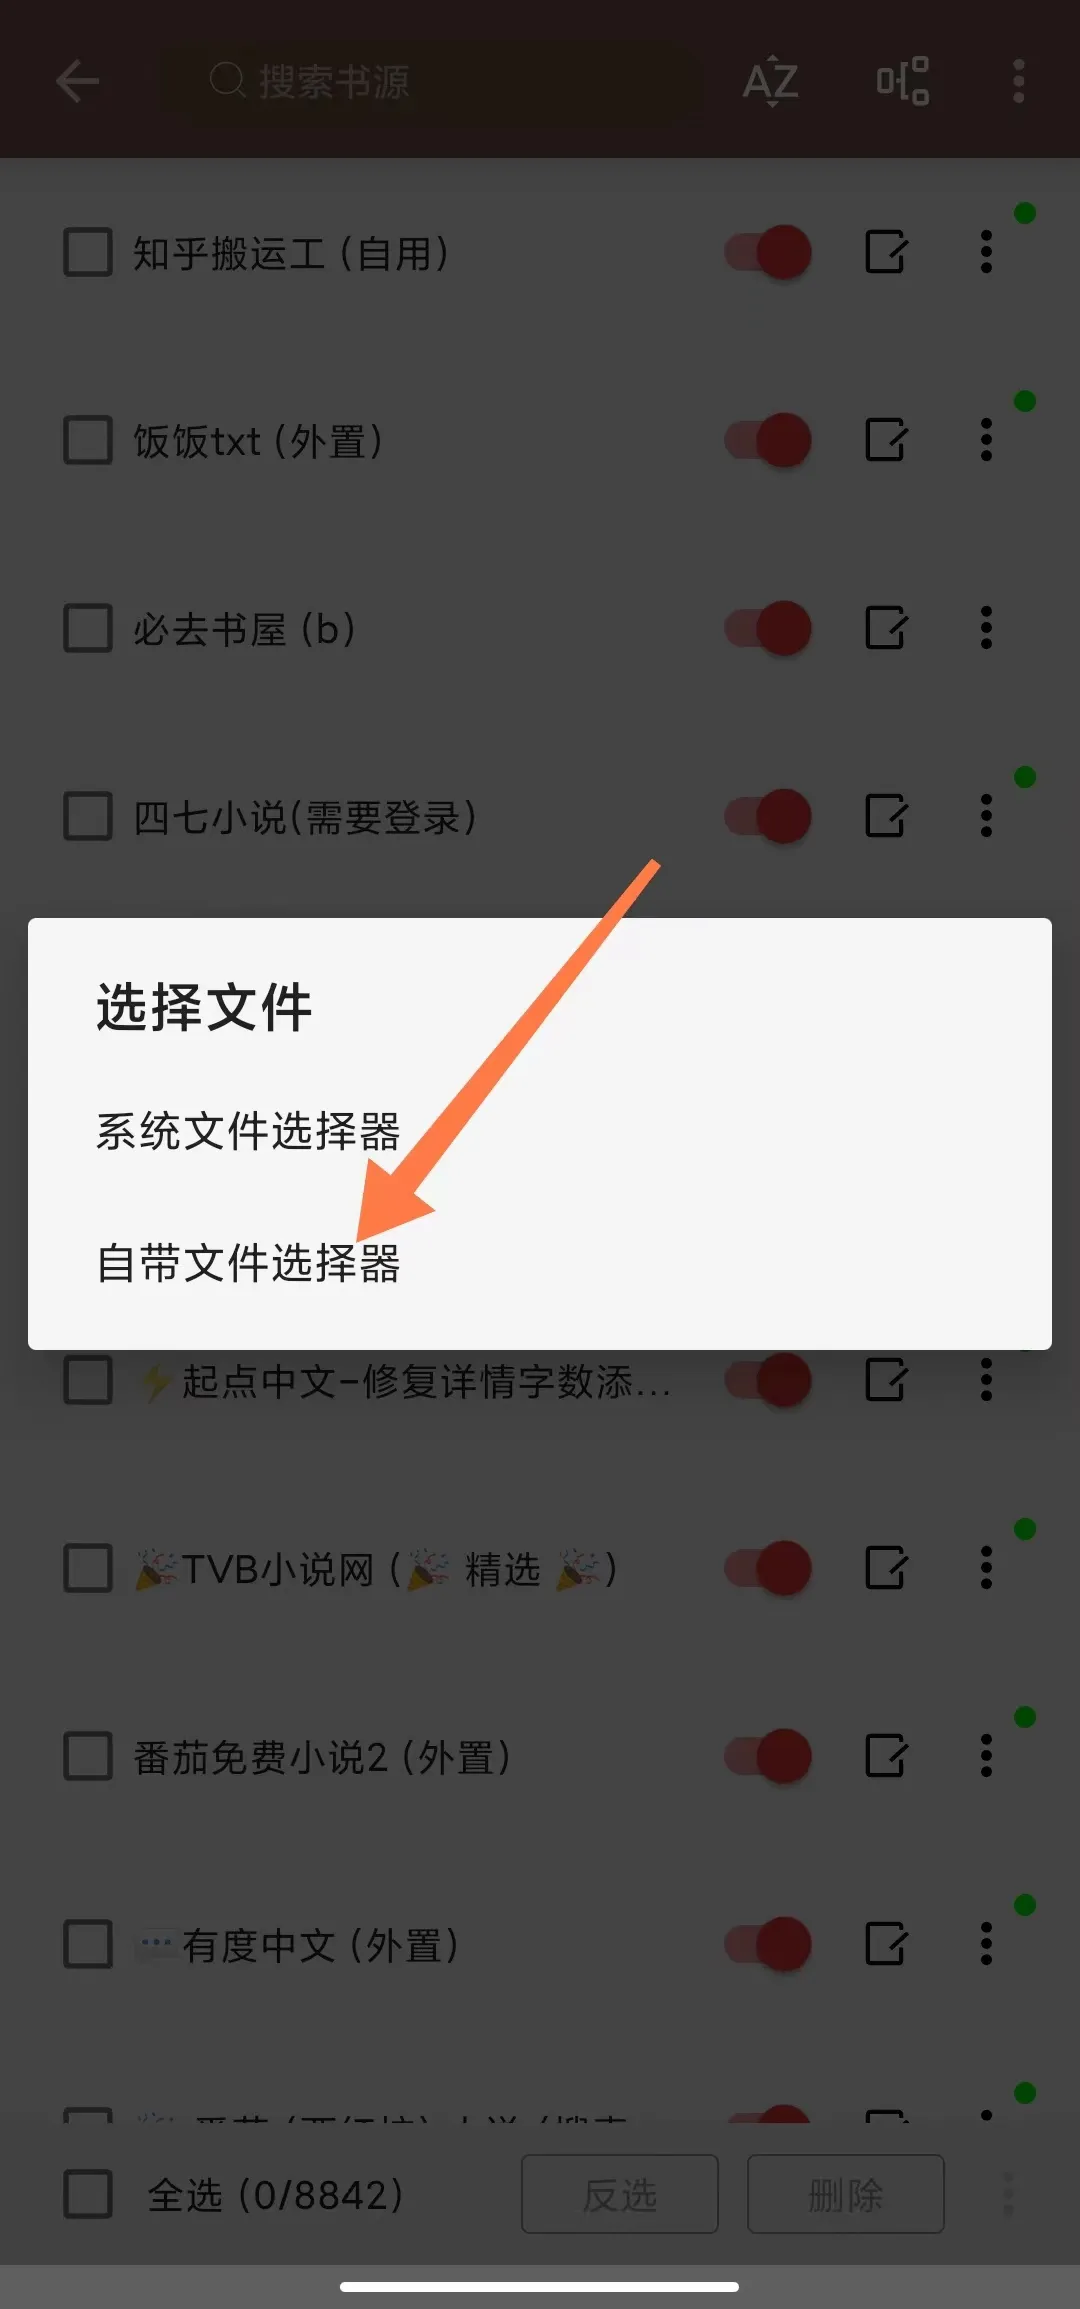 搜索书源
AZ
知乎搬运工 (自用)
饭饭txt (外置)
必去书屋 (b)
四七小说(需要登录)
选择文件
系统文件选择器
自带文件选择器
⚡起点中文-修复详情字数添...
🎉TVB小说网 (🎉 精选 🎉)
番茄免费小说2 (外置)
💬有度中文 (外置)
全选 (0/8842)
反选
删除